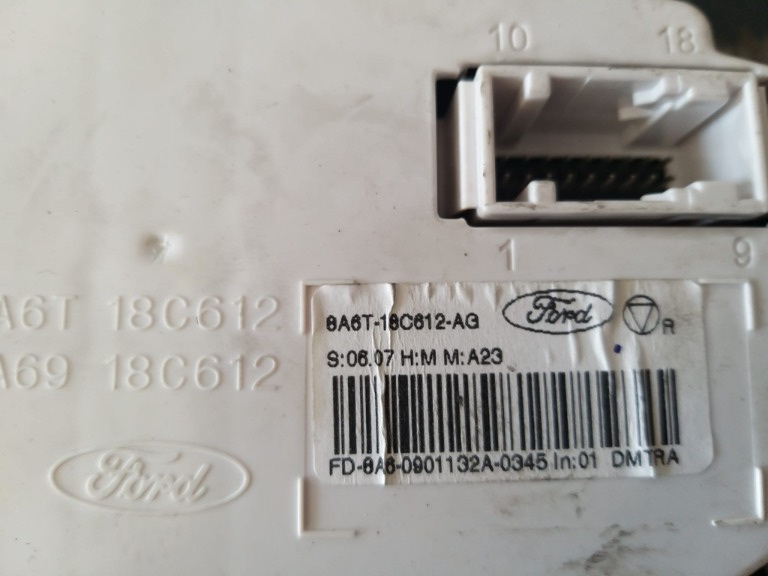 10 18
1 9
A6T 18C612
A69 18C612
Ford
8A6T-18C612-AG Ford R
S:06.07 H:M M:A23
FD-8A6-0901132A-0345 In:01 DMTRA